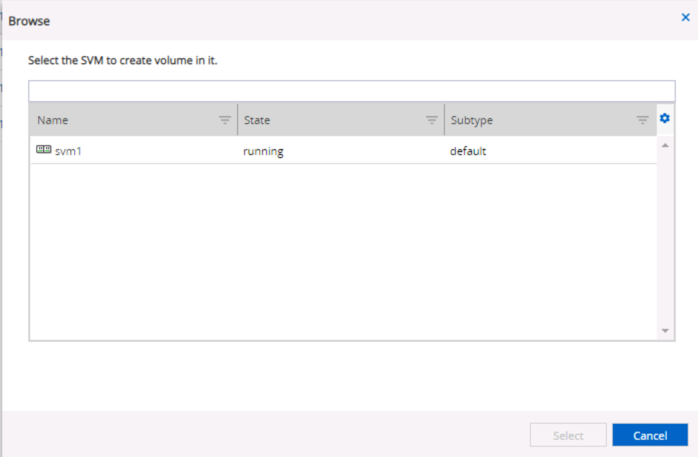 Browse
Select the SVM to create volume in it.
Name State Subtype
svm1 running default
Select Cancel